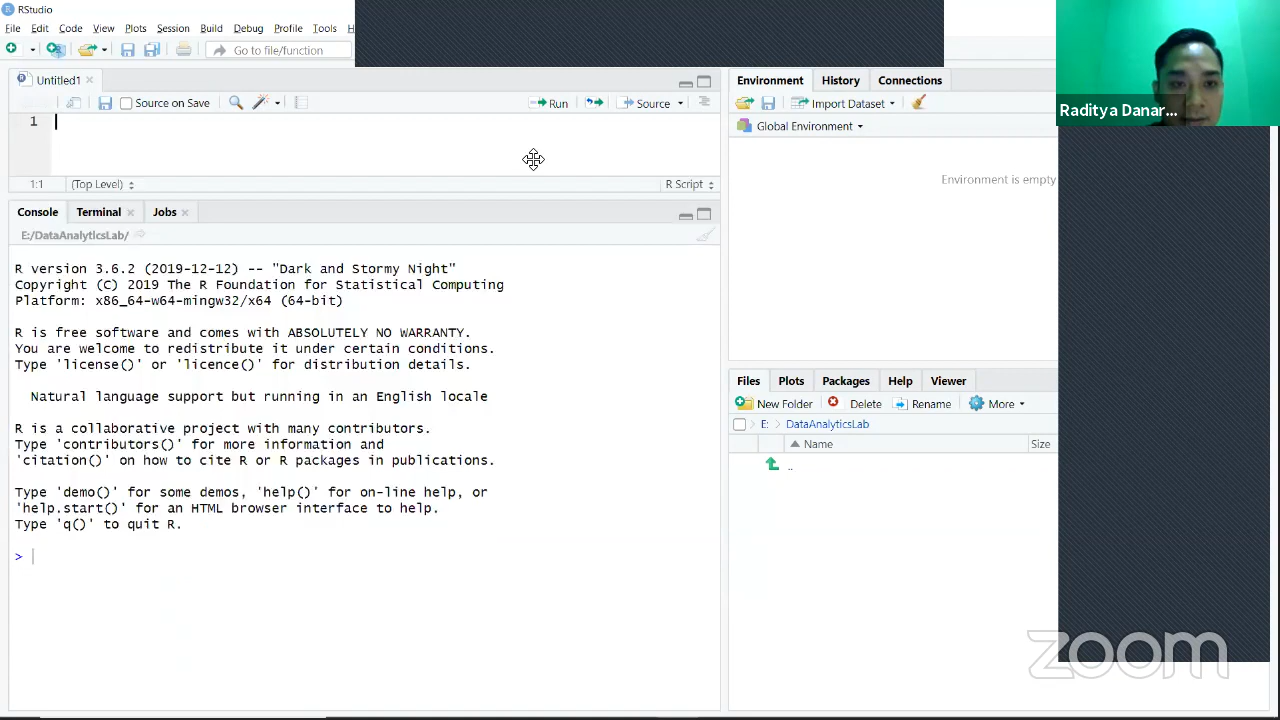 RStudio
File Edit Code View Plots Session Build Debug Profile Tools H
Go to file/function
Untitled1
Source on Save
Run
Source
1
1:1
(Top Level)
R Script
Console Terminal Jobs
E:/DataAnalyticsLab/
R version 3.6.2 (2019-12-12) -- "Dark and Stormy Night"
Copyright (C) 2019 The R Foundation for Statistical Computing
Platform: x86_64-w64-mingw32/x64 (64-bit)
R is free software and comes with ABSOLUTELY NO WARRANTY.
You are welcome to redistribute it under certain conditions.
Type 'license()' or 'licence()' for distribution details.
Natural language support but running in an English locale
R is a collaborative project with many contributors.
Type 'contributors()' for more information and
'citation()' on how to cite R or R packages in publications.
Type 'demo()' for some demos, 'help()' for on-line help, or
'help.start()' for an HTML browser interface to help.
Type 'q()' to quit R.
>
Environment History Connections
Import Dataset
Global Environment
Environment is empty
Files Plots Packages Help Viewer
New Folder Delete Rename More
E: DataAnalyticsLab
Name Size
..
Raditya Danar...
zoom